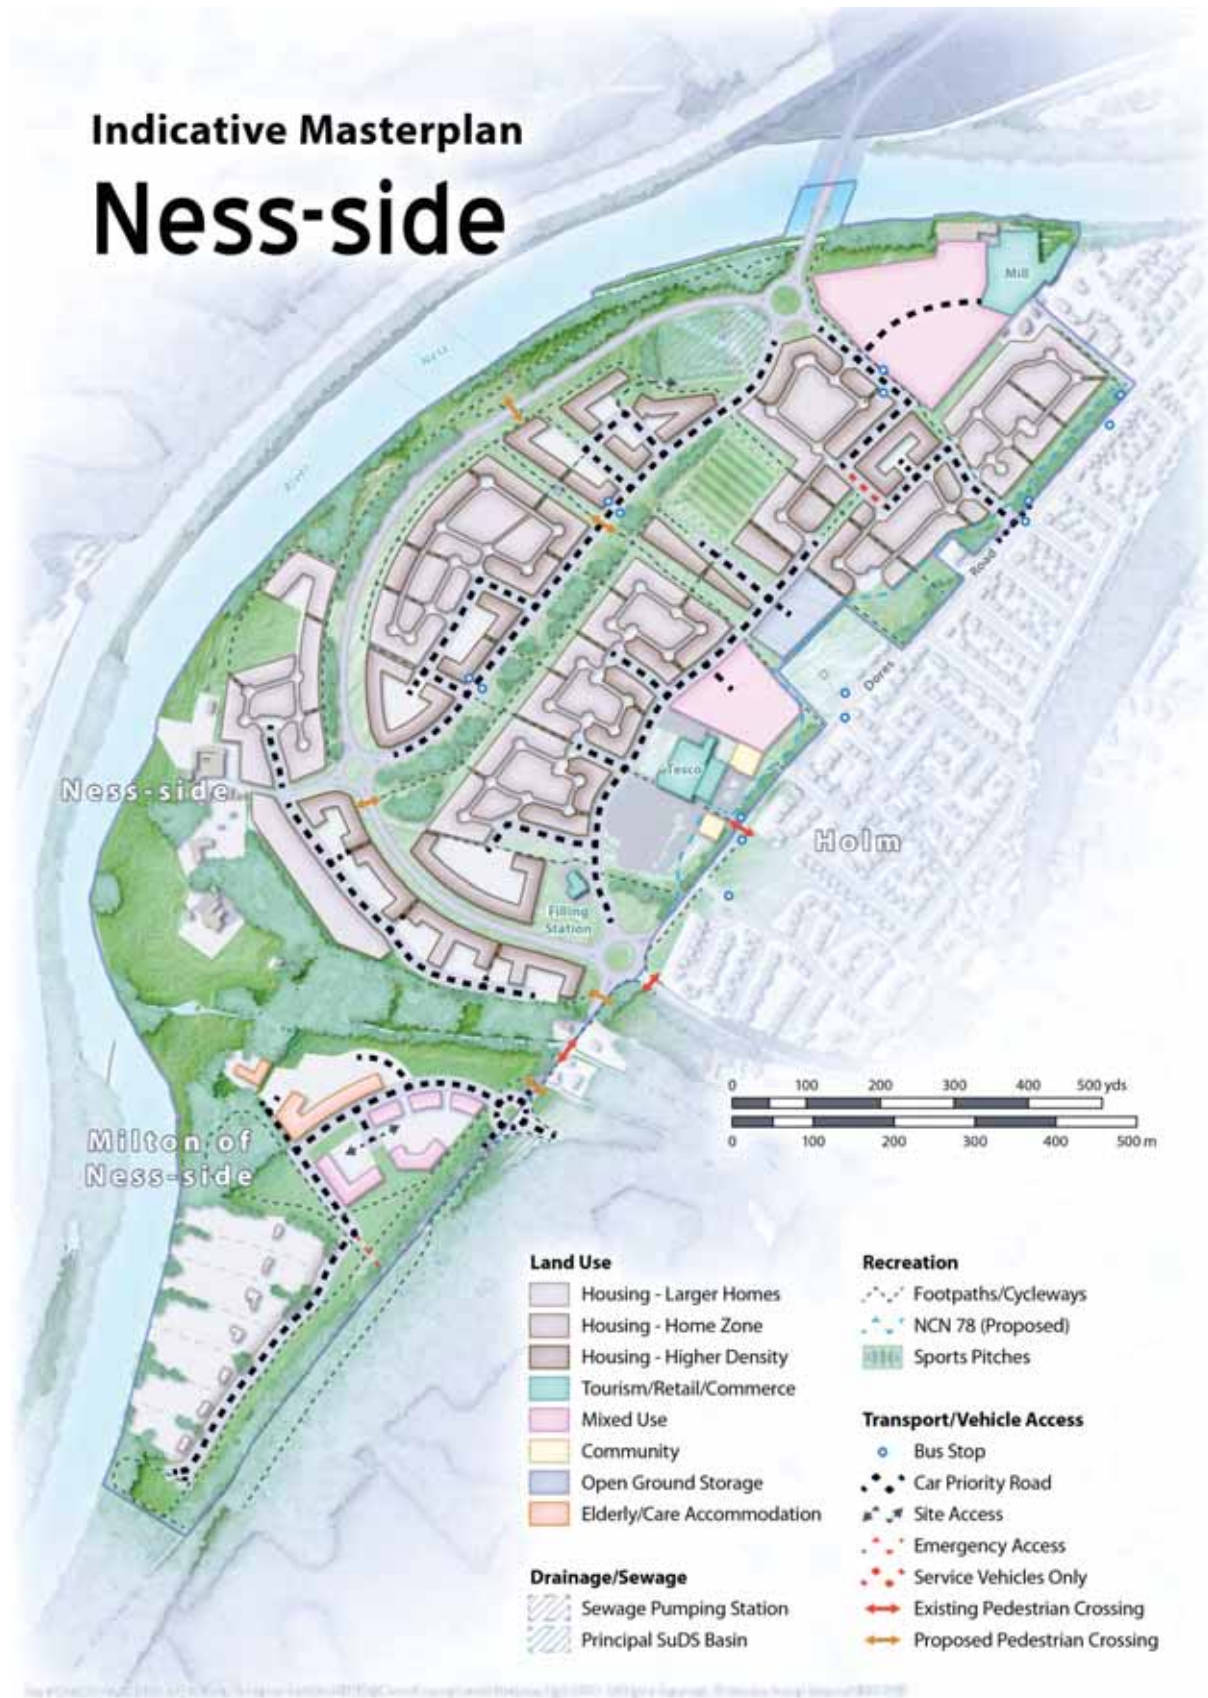 Indicative Masterplan
Ness-side
Mill
Ness
River
Road
Dores
Tesco
Ness-side
Holm
Filling
Station
Milton of
Ness-side
0 100 200 300 400 500 yds
0 100 200 300 400 500 m
Land Use
Housing - Larger Homes
Housing - Home Zone
Housing - Higher Density
Tourism/Retail/Commerce
Mixed Use
Community
Open Ground Storage
Elderly/Care Accommodation
Drainage/Sewage
Sewage Pumping Station
Principal SuDS Basin
Recreation
Footpaths/Cycleways
NCN 78 (Proposed)
Sports Pitches
Transport/Vehicle Access
Bus Stop
Car Priority Road
Site Access
Emergency Access
Service Vehicles Only
Existing Pedestrian Crossing
Proposed Pedestrian Crossing